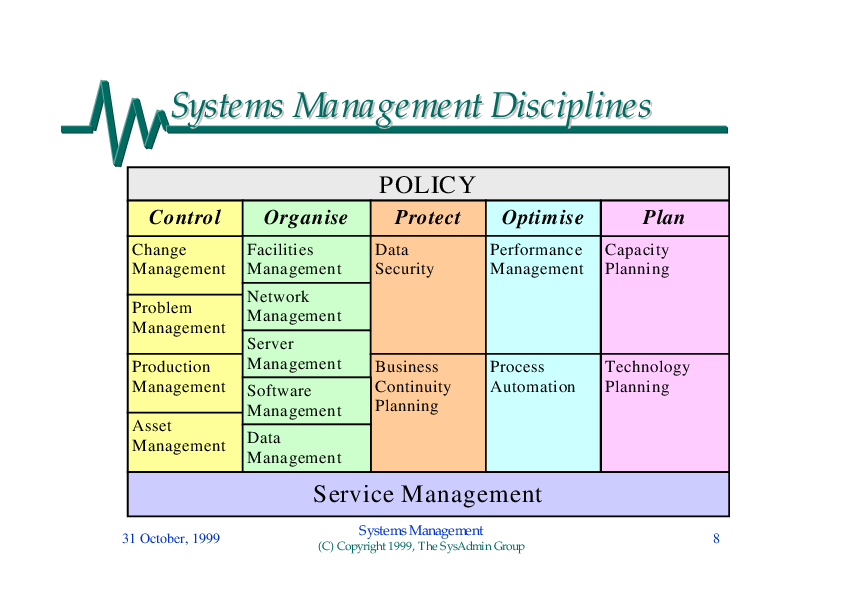 Systems Management Disciplines
POLICY
Control
Organise
Protect
Optimise
Plan
Change
Management
Problem
Management
Production
Management
Asset
Management
Facilities
Management
Network
Management
Server
Management
Software
Management
Data
Management
Data
Security
Business
Continuity
Planning
Performance
Management
Process
Automation
Capacity
Planning
Technology
Planning
Service Management
31 October, 1999
Systems Management
(C) Copyright 1999, The SysAdmin Group
8